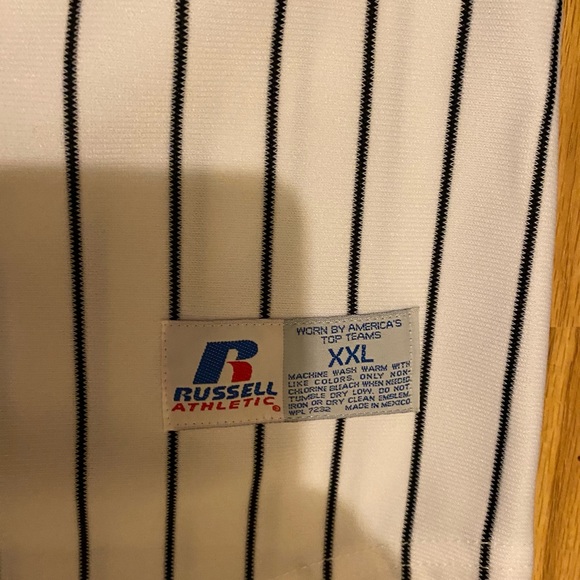 R
RUSSELL
ATHLETIC®
WORN BY AMERICA'S
TOP TEAMS
XXL
MACHINE WASH WARM WITH
LIKE COLORS. ONLY NON-
CHLORINE BLEACH WHEN NEEDED.
TUMBLE DRY LOW. DO NOT
IRON OR DRY CLEAN EMBLEM.
WPL 7232 MADE IN MEXICO